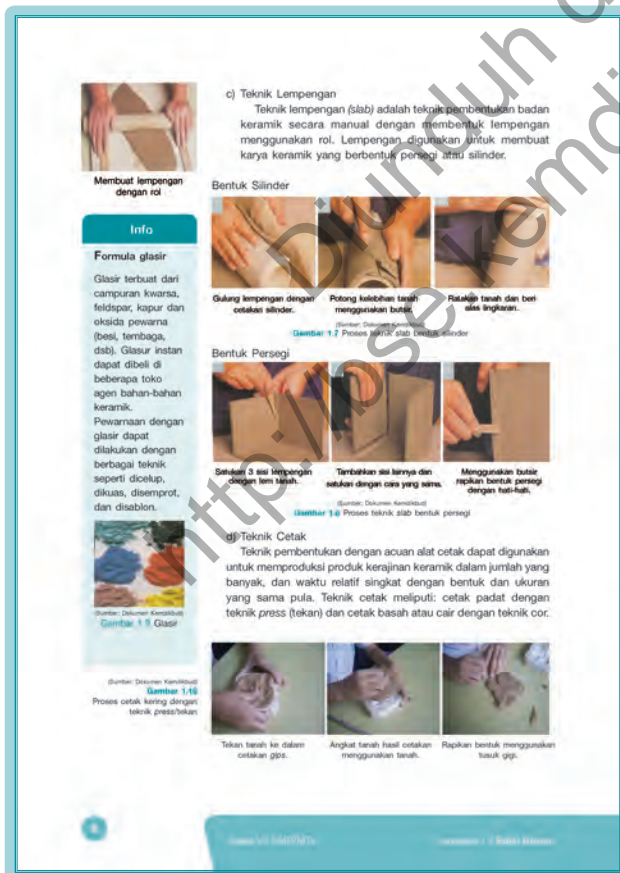 c) Teknik Lempengan
Teknik lempengan (slab) adalah teknik pembentukan badan
keramik secara manual dengan membentuk lempengan
menggunakan rol. Lempengan digunakan untuk membuat
karya keramik yang berbentuk persegi atau silinder.
Membuat lempengan
dengan rol
Info
Formula glasir
Glasir terbuat dari
campuran kwarsa,
feldspar, kapur dan
oksida pewarna
(besi, tembaga,
dsb). Glasur instan
dapat dibeli di
beberapa toko
agen bahan-bahan
keramik.
Pewarnaan dengan
glasir dapat
dilakukan dengan
berbagai teknik
seperti dicelup,
dikuas, disemprot,
dan disablon.
(Sumber: Dokumen Kemdikbud)
Gambar 1.9 Glasir
Bentuk Silinder
Gulung lempengan dengan
cetakan silinder.
Potong kelebihan tanah
menggunakan butsir.
Ratakan tanah dan beri
alas lingkaran.
(Sumber: Dokumen Kemdikbud)
Gambar 1.7 Proses teknik slab bentuk silinder
Bentuk Persegi
Satukan 3 sisi lempengan
dengan lem tanah.
Tambahkan sisi lainnya dan
satukan dengan cara yang sama.
Menggunakan butsir
rapikan bentuk persegi
dengan hati-hati.
(Sumber: Dokumen Kemdikbud)
Gambar 1.8 Proses teknik slab bentuk persegi
d) Teknik Cetak
Teknik pembentukan dengan acuan alat cetak dapat digunakan
untuk memproduksi produk kerajinan keramik dalam jumlah yang
banyak, dan waktu relatif singkat dengan bentuk dan ukuran
yang sama pula. Teknik cetak meliputi: cetak padat dengan
teknik press (tekan) dan cetak basah atau cair dengan teknik cor.
(Sumber: Dokumen Kemdikbud)
Gambar 1.10
Proses cetak kering dengan
teknik press/tekan
Tekan tanah ke dalam
cetakan gips.
Angkat tanah hasil cetakan
menggunakan tanah.
Rapikan bentuk menggunakan
tusuk gigi.
Diunduh
http://bse.kemdi